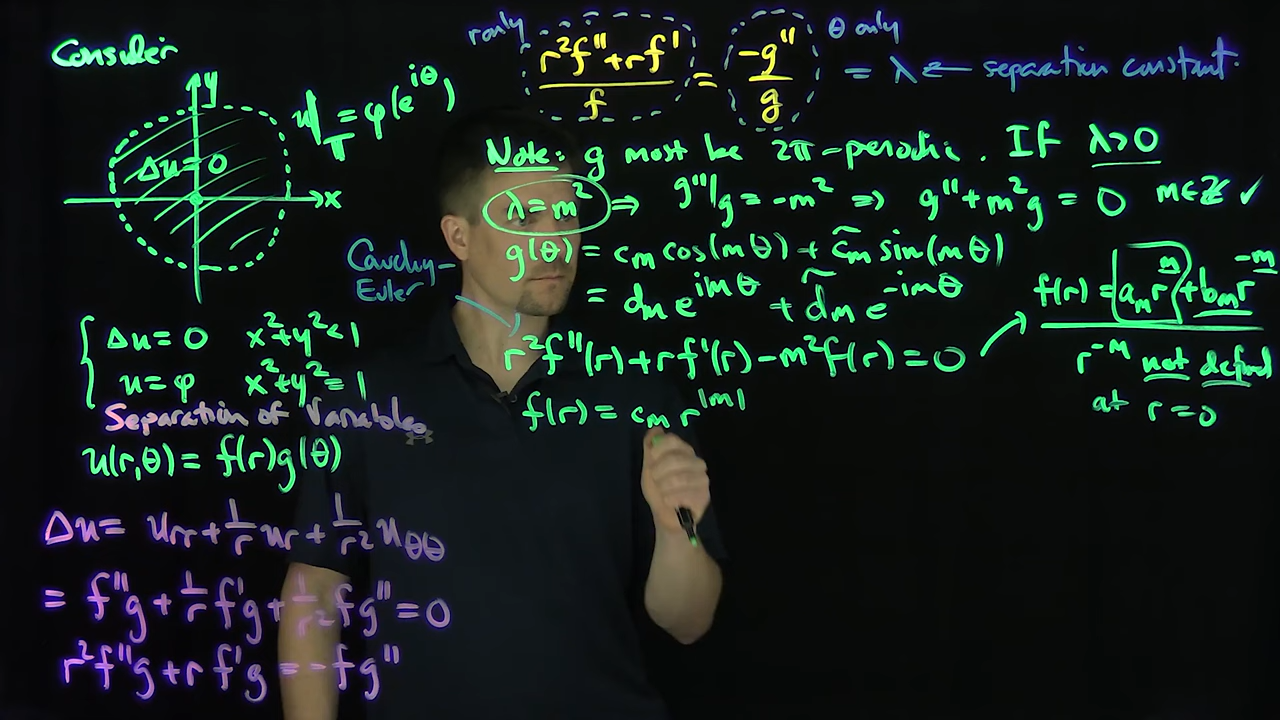 Consider
y
x
Δu = 0
u|_𝕋 = φ(e^{iθ})
{ Δu = 0 x²+y²<1
u = φ x²+y²=1
Separation of Variables
u(r,θ) = f(r)g(θ)
Δu = u_rr + 1/r u_r + 1/r² u_θθ
= f''g + 1/r f'g + 1/r² fg'' = 0
r²f''g + r f'g = -fg''
r only (r²f''+rf')/f = -g''/g θ only = λ ← separation constant.
Note: g must be 2π-periodic. If λ>0
λ=m² ⇒ g''/g = -m² ⇒ g''+m²g = 0 m∈ℤ ✓
g(θ) = c_m cos(mθ) + c̃_m sin(mθ)
= d_m e^{imθ} + d̃_m e^{-imθ}
Cauchy-
Euler
r²f''(r)+rf'(r)-m²f(r)=0
f(r) = c_m r^{|m|}
f(r) = a_m r^m + b_m r^{-m}
r^{-m} not defined
at r=0